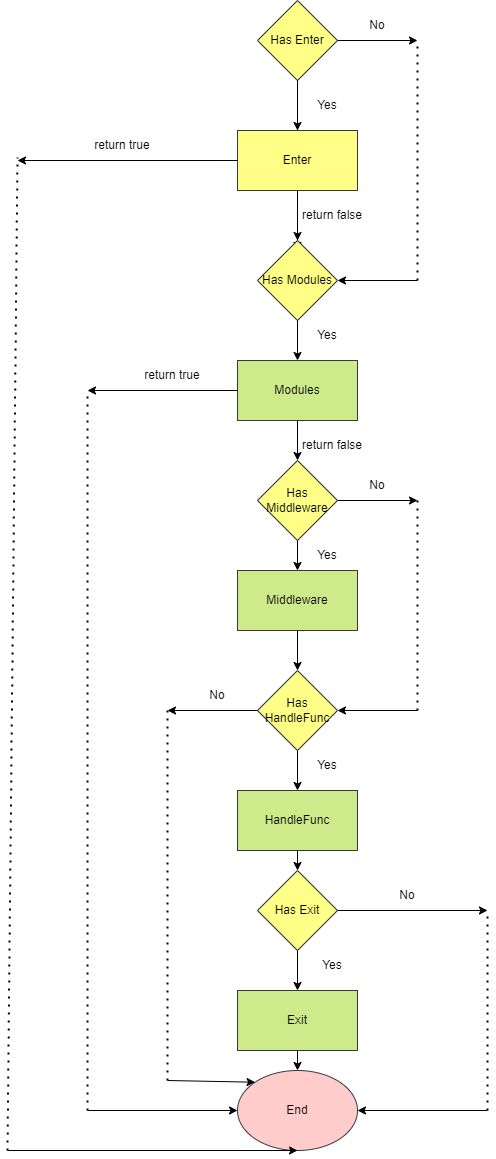 Has Enter
No
Yes
return true
Enter
return false
Has Modules
Yes
return true
Modules
return false
Has
Middleware
No
Yes
Middleware
Has
HandleFunc
No
Yes
HandleFunc
Has Exit
No
Yes
Exit
End